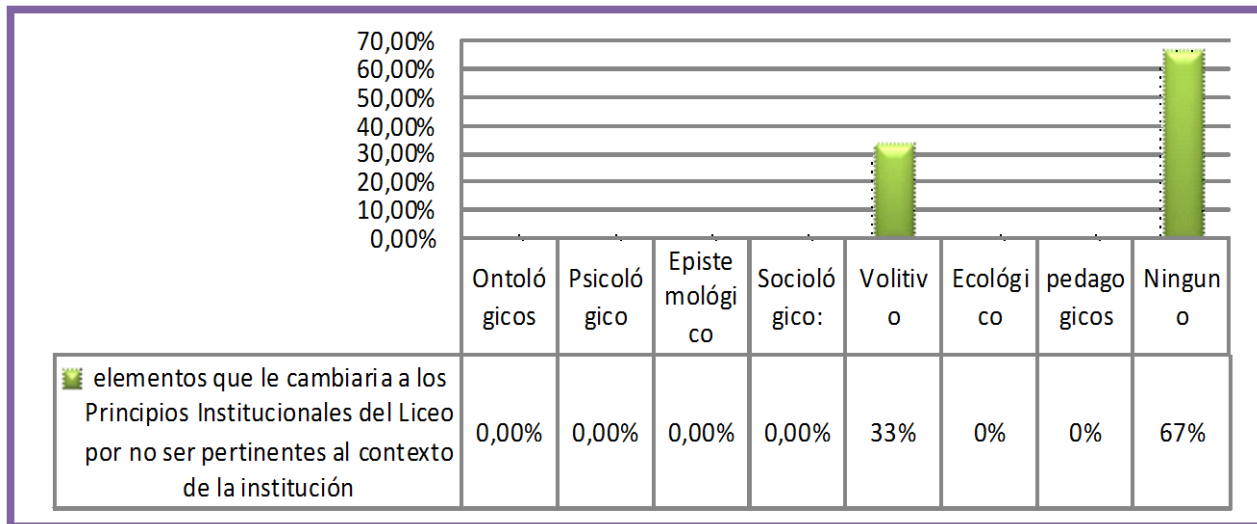 70,00%
60,00%
50,00%
40,00%
30,00%
20,00%
10,00%
0,00%
Ontoló
gicos
Psicoló
gico
Episte
mológi
co
Socioló
gico:
Volitiv
o
Ecológi
co
pedago
gicos
Ningun
o
elementos que le cambiaria a los
Principios Institucionales del Liceo
por no ser pertinentes al contexto
de la institución
0,00%
0,00%
0,00%
0,00%
33%
0%
0%
67%